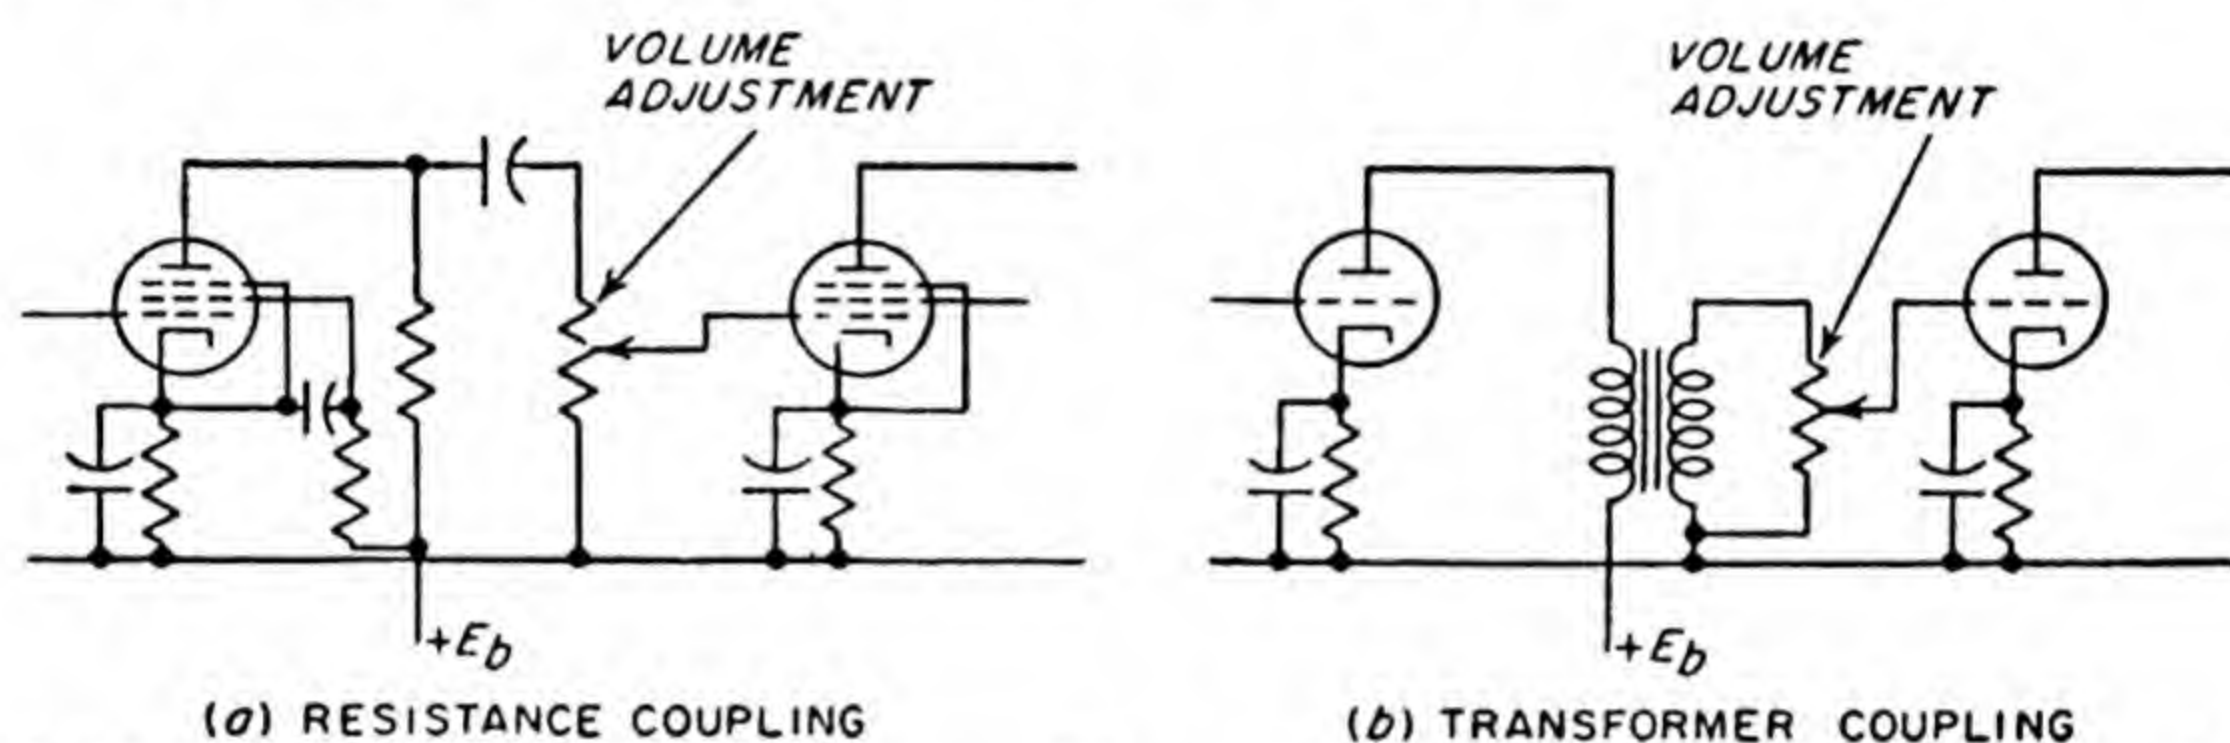 VOLUME
ADJUSTMENT
+Eb
(a) RESISTANCE COUPLING
VOLUME
ADJUSTMENT
+Eb
(b) TRANSFORMER COUPLING